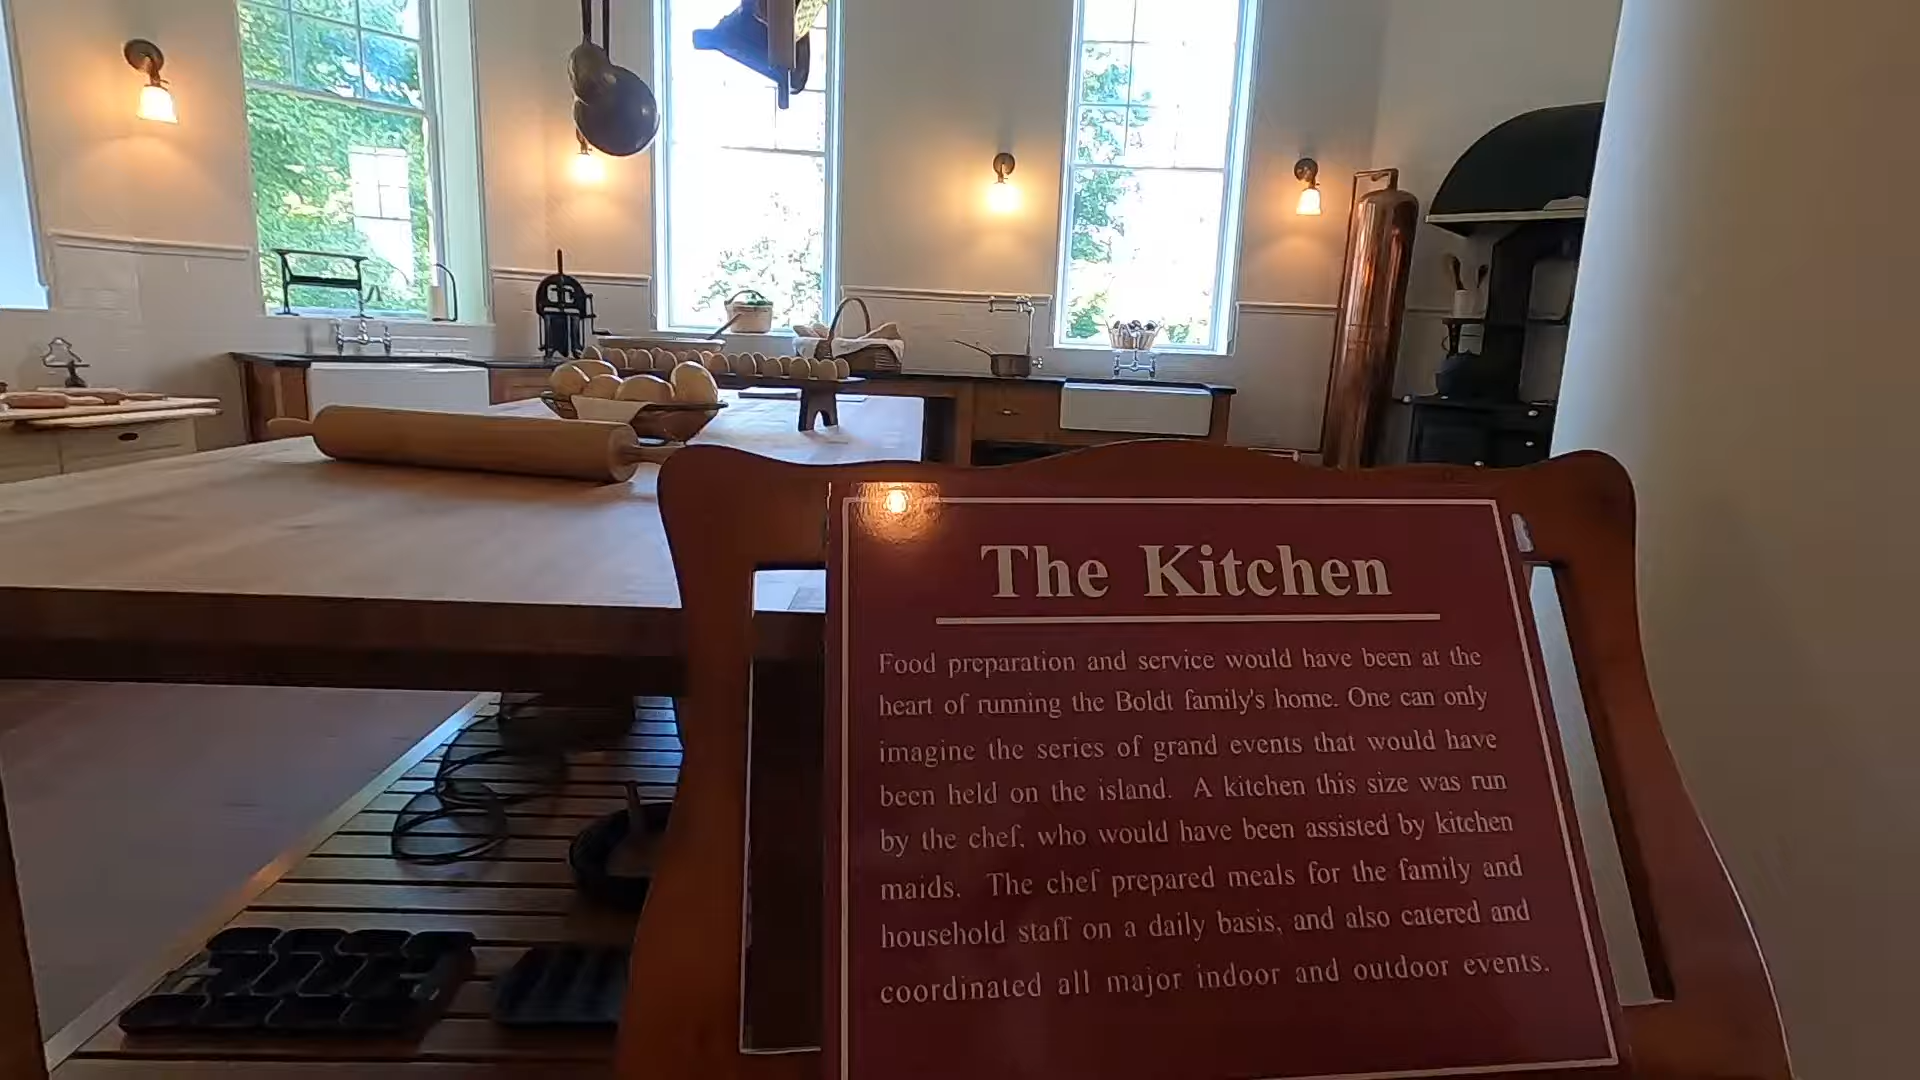 The Kitchen
Food preparation and service would have been at the
heart of running the Boldt family's home. One can only
imagine the series of grand events that would have
been held on the island. A kitchen this size was run
by the chef, who would have been assisted by kitchen
maids. The chef prepared meals for the family and
household staff on a daily basis, and also catered and
coordinated all major indoor and outdoor events.